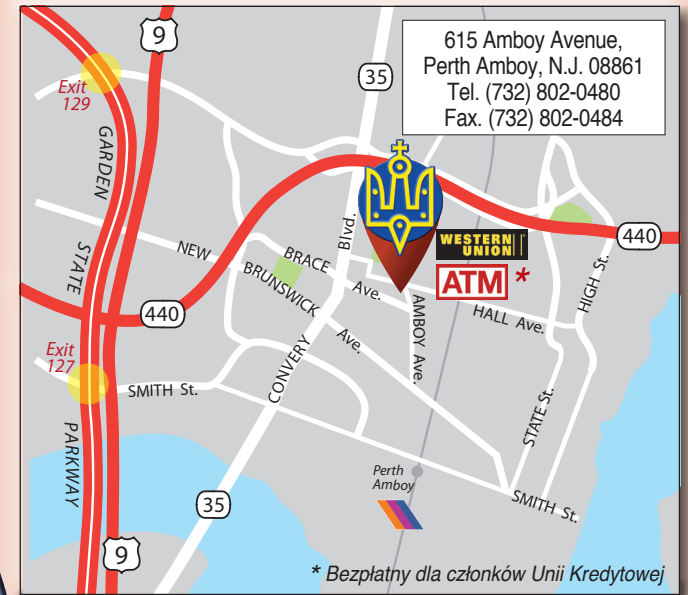 9
615 Amboy Avenue,
Perth Amboy, N.J. 08861
Tel. (732) 802-0480
Fax. (732) 802-0484
35
Exit
129
GARDEN
STATE
PARKWAY
440
WESTERN
UNION
ATM *
NEW
BRUNSWICK
Ave.
BRACE
Ave.
Blvd.
CONVERY
AMBOY Ave.
HALL Ave.
HIGH St.
STATE St.
440
Exit
127
SMITH St.
SMITH St.
Perth
Amboy
35
9
* Bezpłatny dla członków Unii Kredytowej